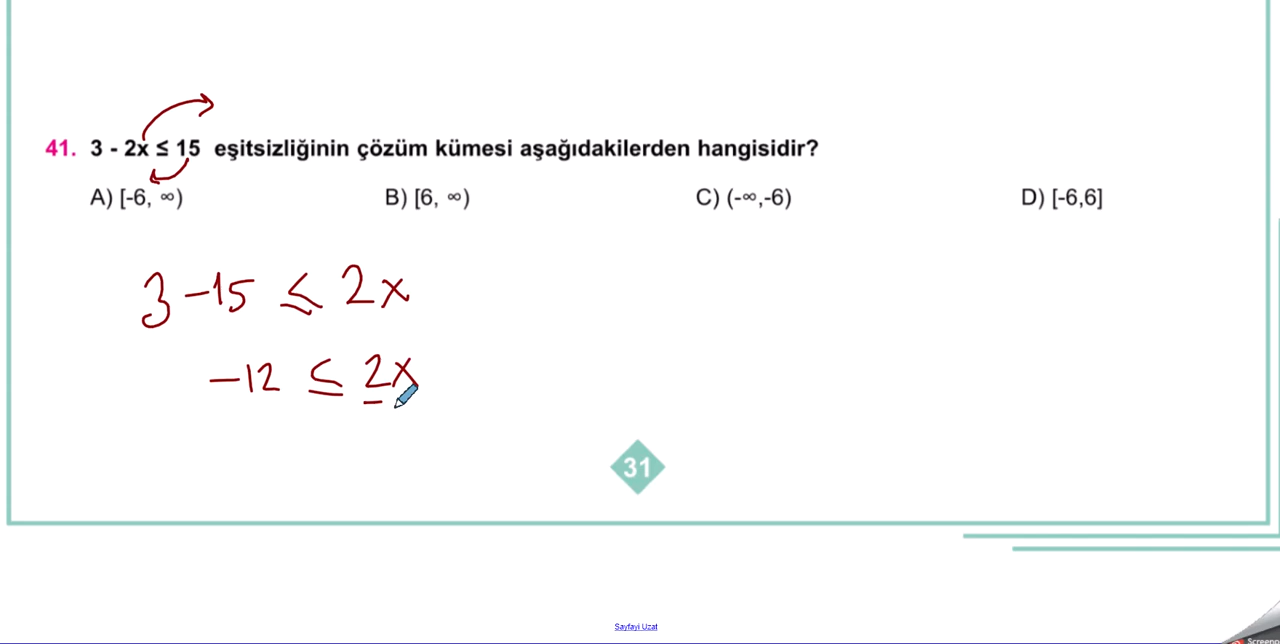 41. 3 - 2x ≤ 15 eşitsizliğinin çözüm kümesi aşağıdakilerden hangisidir?
A) [-6, ∞) B) [6, ∞) C) (-∞,-6) D) [-6,6]
3 - 15 ≤ 2x
-12 ≤ 2x
31
Sayfayi Uzat